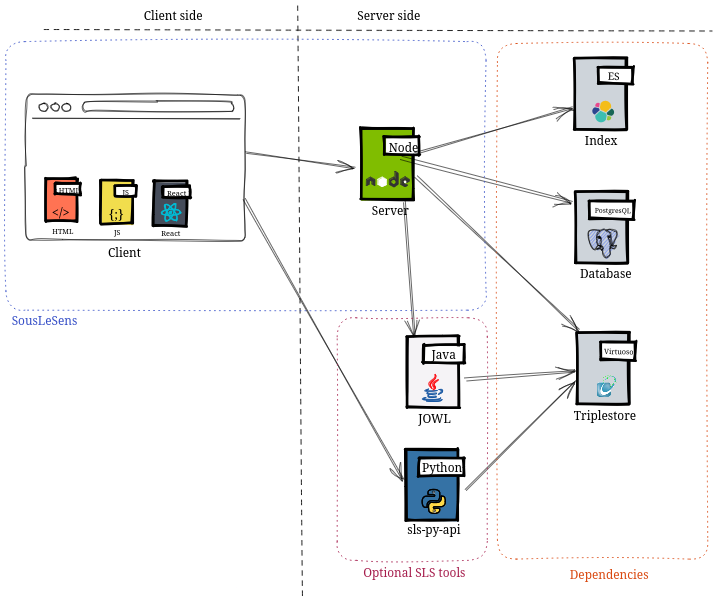 Client side
Server side
ES
Index
Node
node
Server
HTML
</>
HTML
JS
{;}
JS
React
React
Client
PostgresQL
Database
SousLeSens
Java
JOWL
Virtuoso
Triplestore
Python
sls-py-api
Optional SLS tools
Dependencies